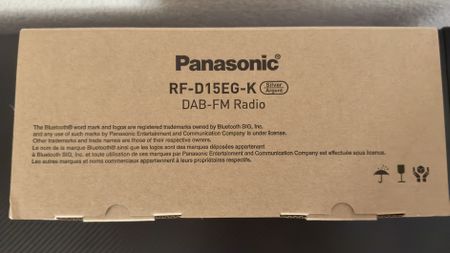 Panasonic®
RF-D15EG-K Silver Argent
DAB-FM Radio
The Bluetooth® word mark and logos are registered trademarks owned by Bluetooth SIG, Inc.
and any use of such marks by Panasonic Entertainment and Communication Company is under license.
Other trademarks and trade names are those of their respective owners.
Le nom de la marque Bluetooth® ainsi que les logos sont des marques déposées appartenant
à Bluetooth SIG, Inc. et toute utilisation de ces marques par Panasonic Entertainment and Communication Company est effectuée sous licence.
Les autres marques et noms commerciaux appartiennent à leurs propriétaires respectifs.